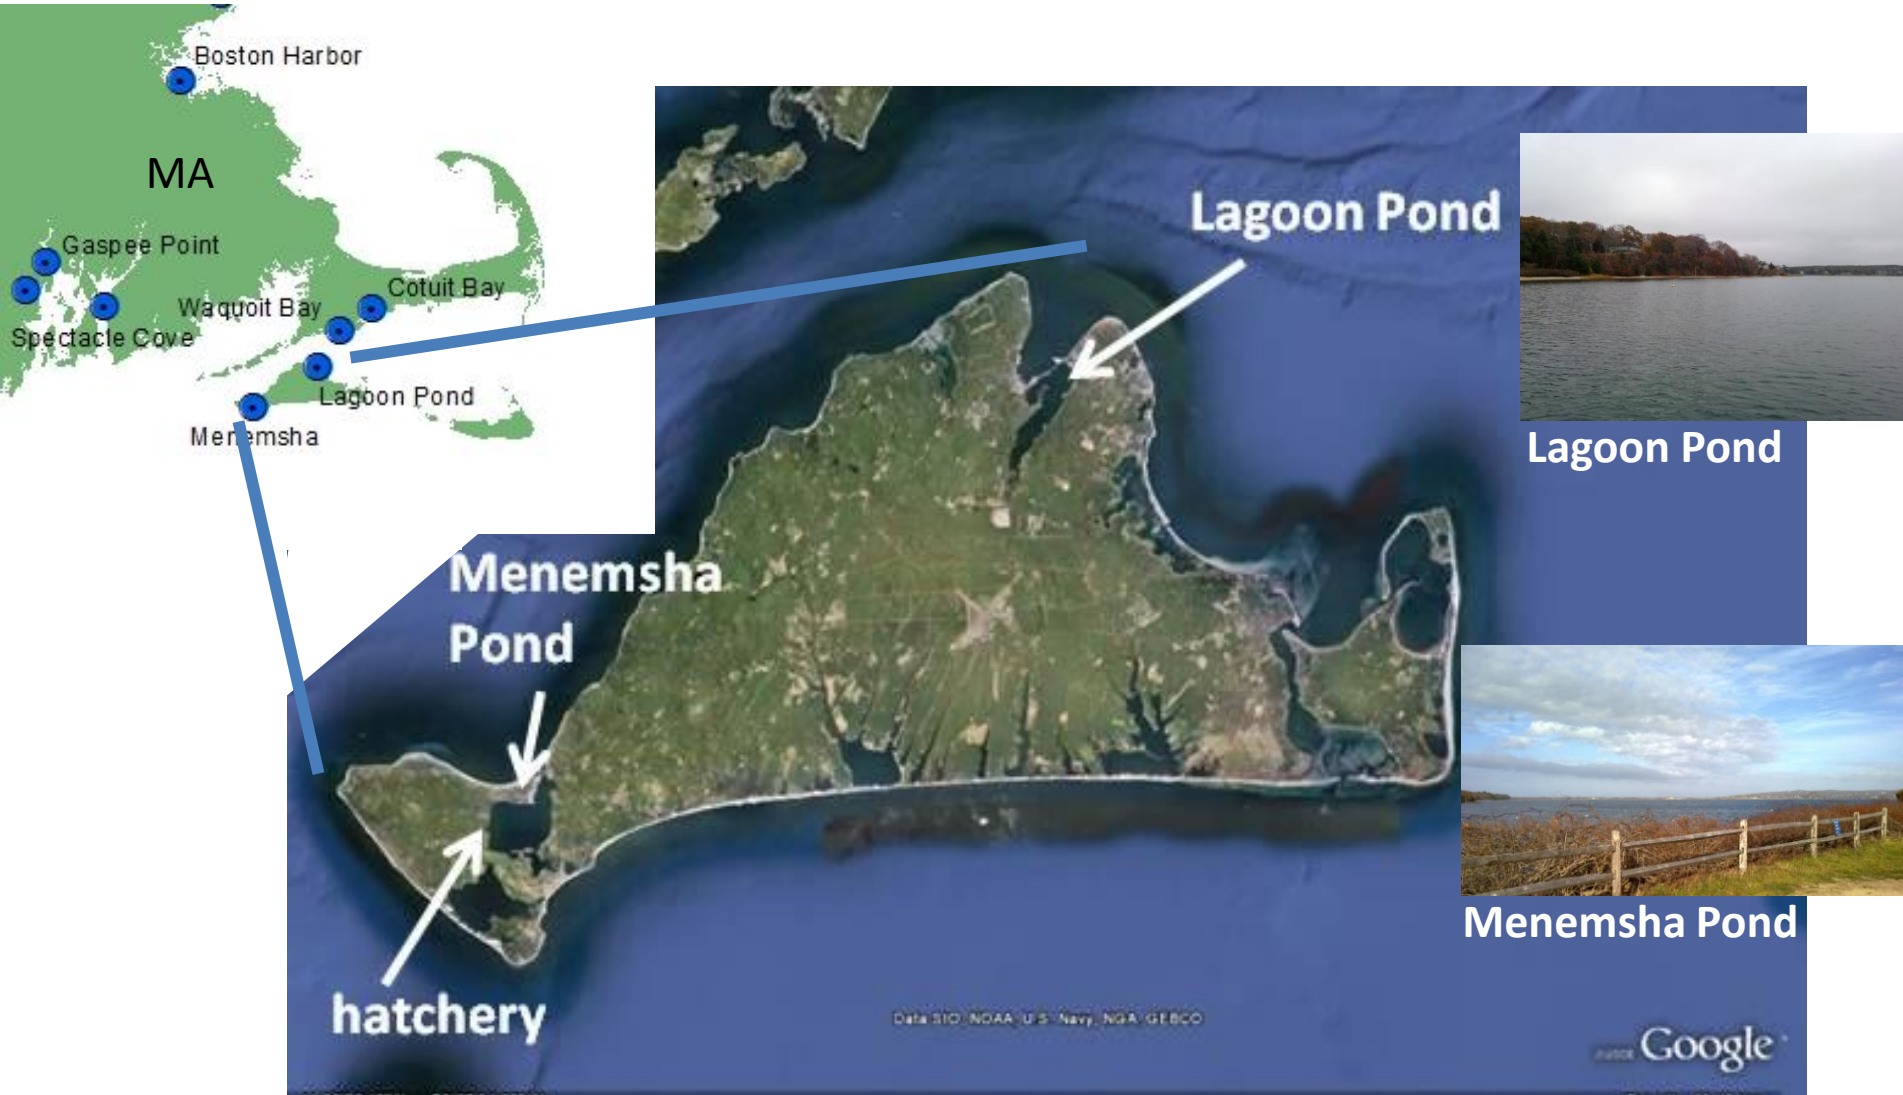 Boston Harbor
MA
Gaspee Point
Cotuit Bay
Waquoit Bay
Spectacle Cove
Lagoon Pond
Menemsha
Lagoon Pond
Lagoon Pond
Menemsha
Pond
Menemsha Pond
hatchery
Data SIO, NOAA, U.S. Navy, NGA, GEBCO
Google